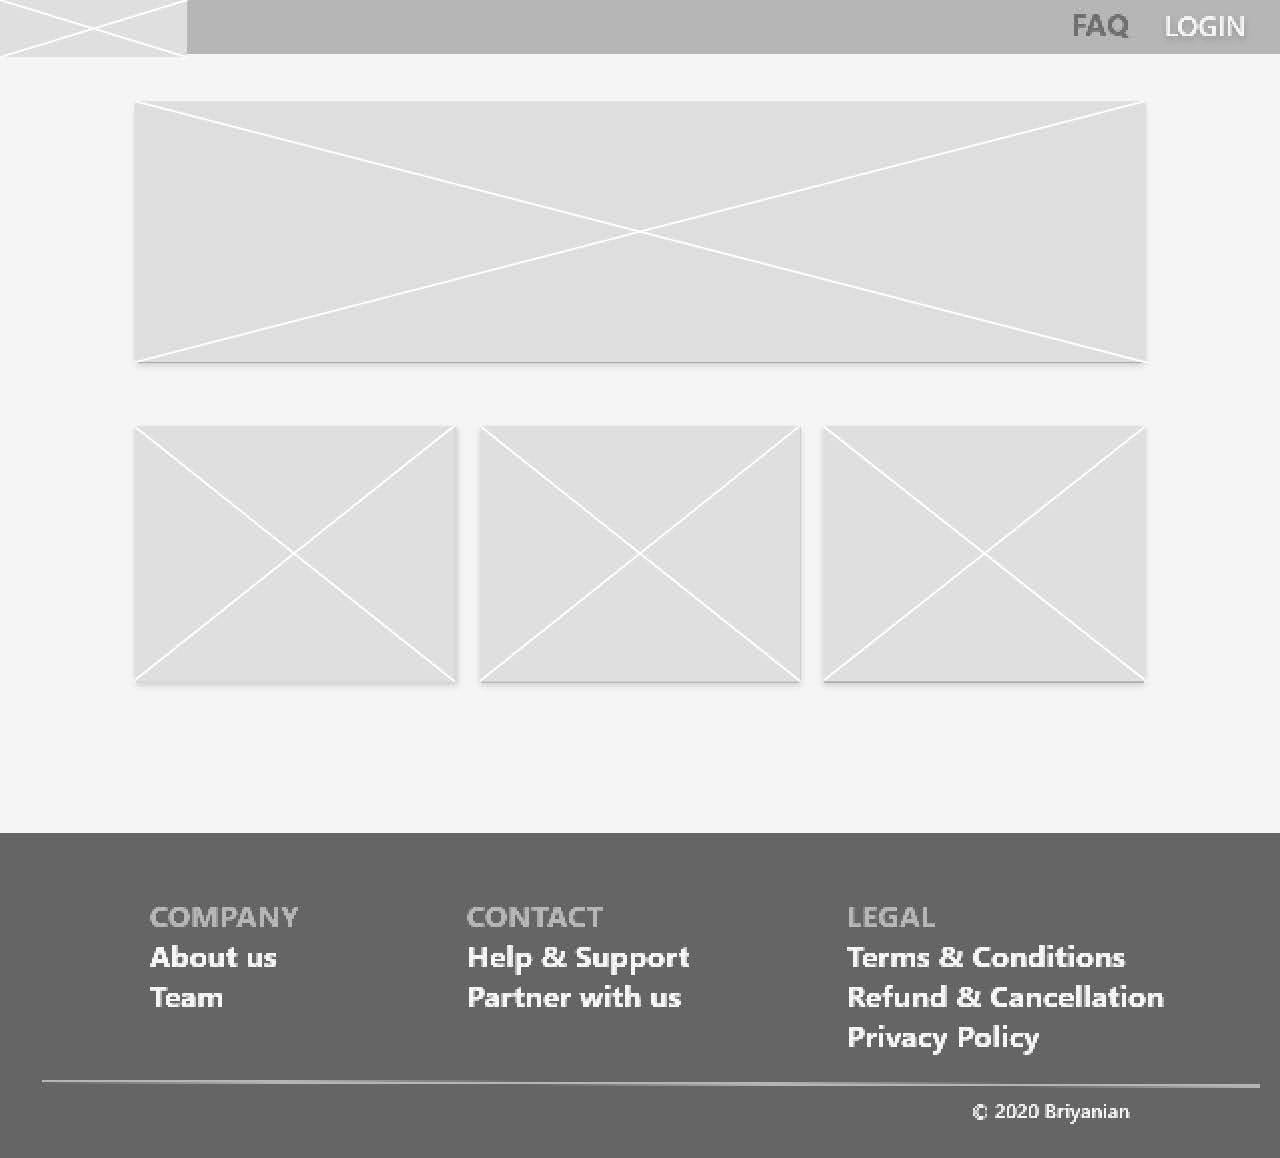 FAQ LOGIN
COMPANY
About us
Team
CONTACT
Help & Support
Partner with us
LEGAL
Terms & Conditions
Refund & Cancellation
Privacy Policy
© 2020 Briyanian